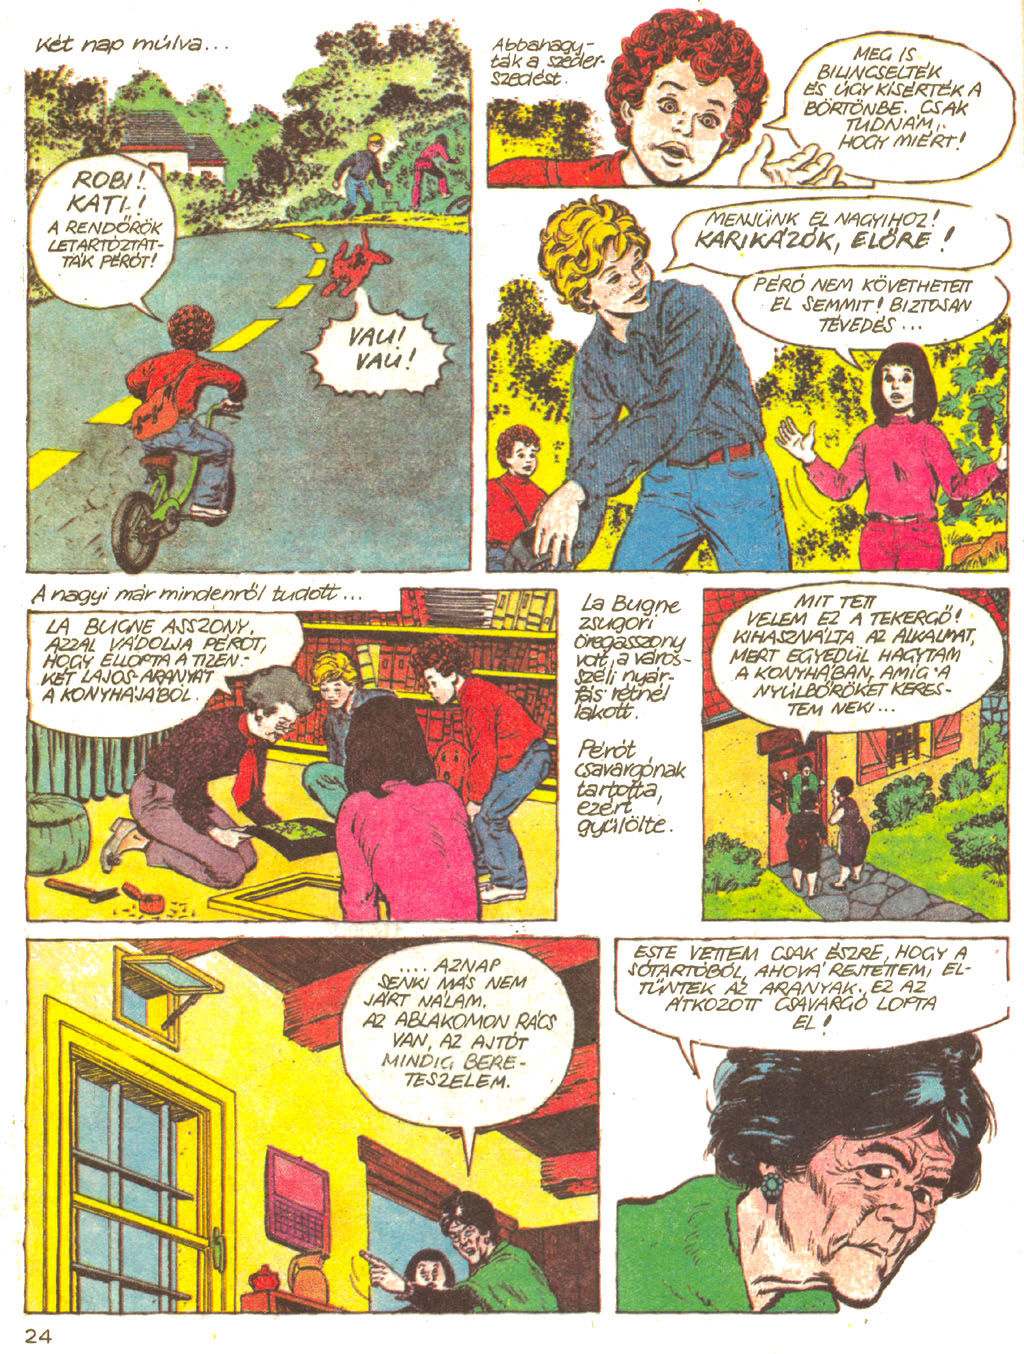 Két nap múlva...
ROBI!
KATI!
A RENDŐRÖK
LETARTÓZTAT-
TÁK PÉRÓT!
VAU!
VAU!
Abbahagy-
ták a szeder-
szedést.
MEG IS
BILINCSELTÉK
ÉS ÚGY KISÉRTÉK A
BÖRTÖNBE. CSAK
TUDNÁM,
HOGY MIÉRT!
MENJÜNK EL NAGYIHOZ!
KARIKÁZÓK, ELŐRE!
PÉRÓ NEM KÖVETHETETT
EL SEMMIT! BIZTOSAN
TÉVEDÉS...
A nagyi már mindenről tudott...
LA BUGNE ASSZONY,
AZZAL VÁDOLJA PÉRÓT,
HOGY ELLOPTA A TIZEN-
KÉT LAJOS-ARANYÁT
A KONYHÁJÁBÓL.
La Bugne
zsugori
öregasszony
volt, a város-
széli nyár-
fás rétnél
lakott.
Pérót
csavargónak
tartotta,
ezért
gyűlölte.
MIT TETT
VELEM EZ A TEKERGŐ!
KIHASZNÁLTA AZ ALKALMAT,
MERT EGYEDÜL HAGYTAM
A KONYHÁBAN, AMÍG A
NYÚLBŐRÖKET KERES-
TEM NEKI...
.... AZNAP
SENKI MÁS NEM
JÁRT NÁLAM.
AZ ABLAKOMON RÁCS
VAN, AZ AJTÓT
MINDIG BERE-
TESZELEM.
ESTE VETTEM CSAK ÉSZRE, HOGY A
SÓTARTÓBÓL, AHOVÁ REJTETTEM, EL-
TŰNTEK AZ ARANYAK. EZ AZ
ÁTKOZOTT CSAVARGÓ LOPTA
EL!
24